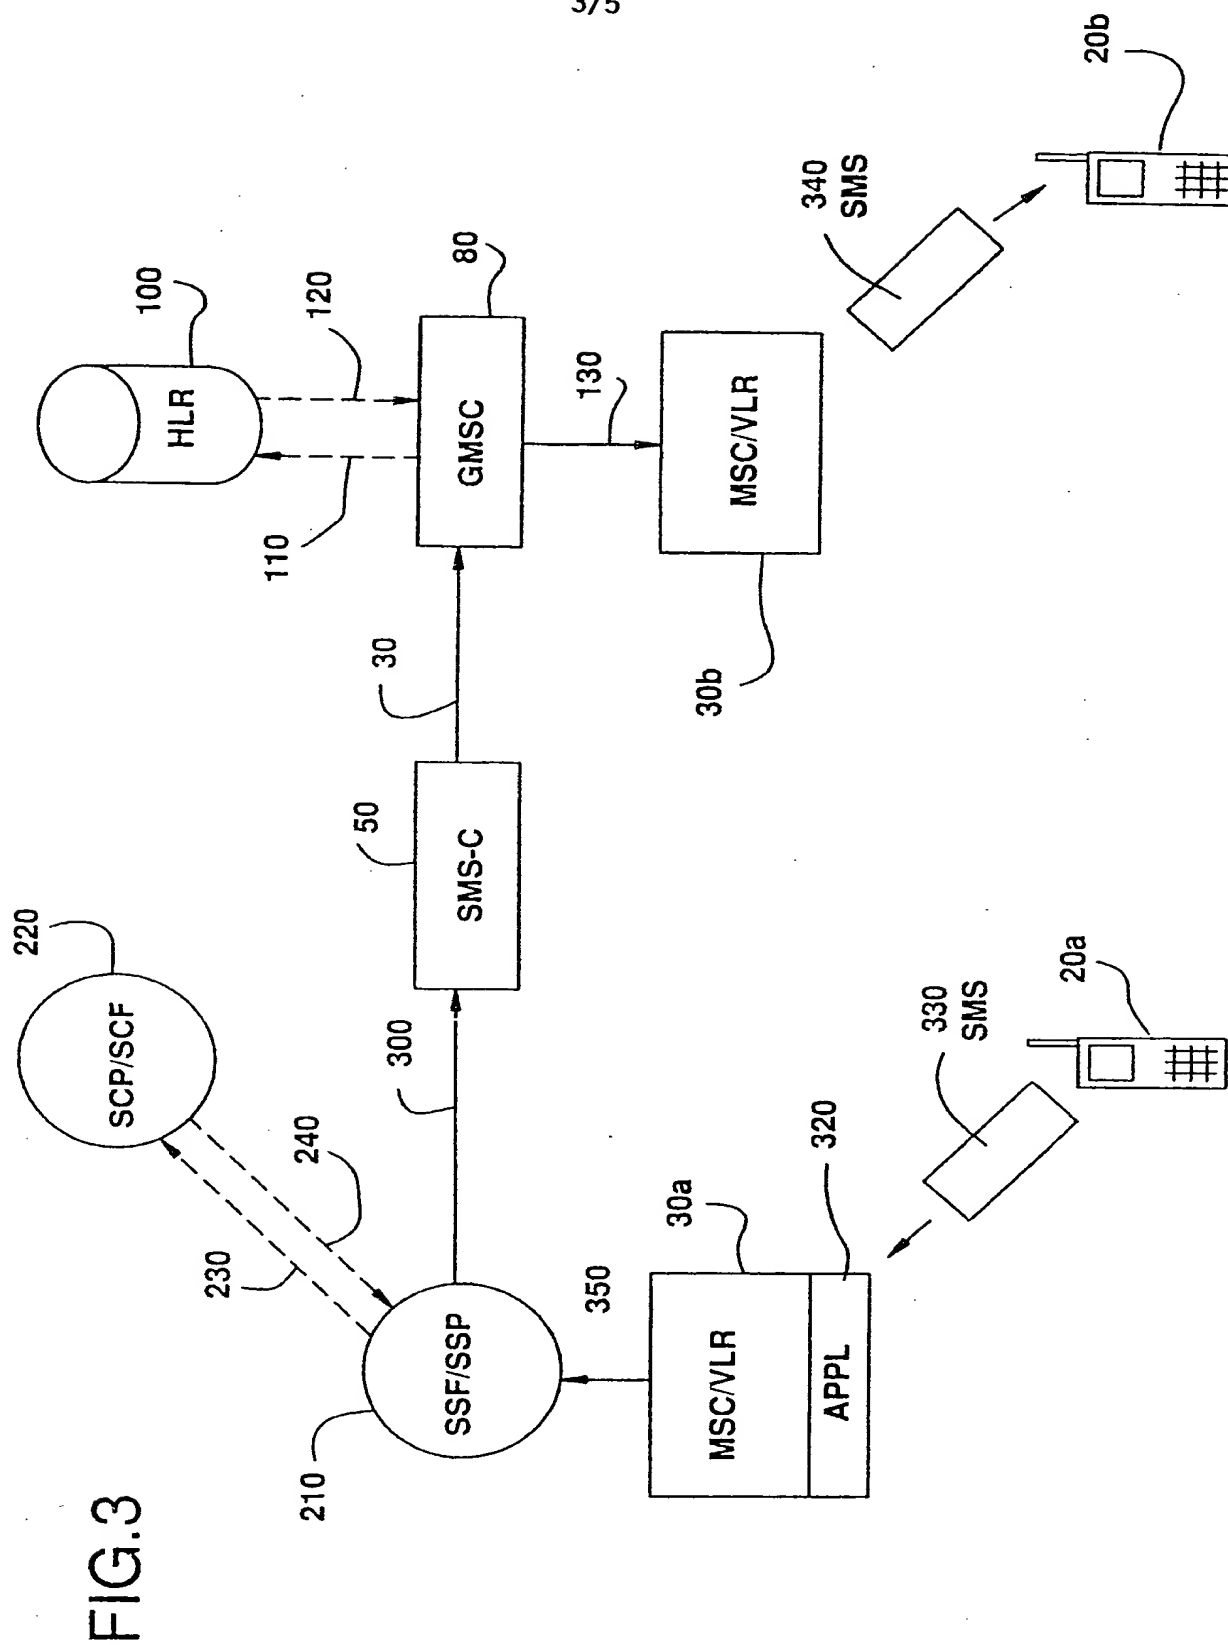 3/5
FIG.3
220
SCP/SCF
100
HLR
230
240
110
120
210
SSF/SSP
300
50
SMS-C
30
GMSC
80
350
130
MSC/VLR
30a
30b
MSC/VLR
APPL
320
330
SMS
340
SMS
20a
20b